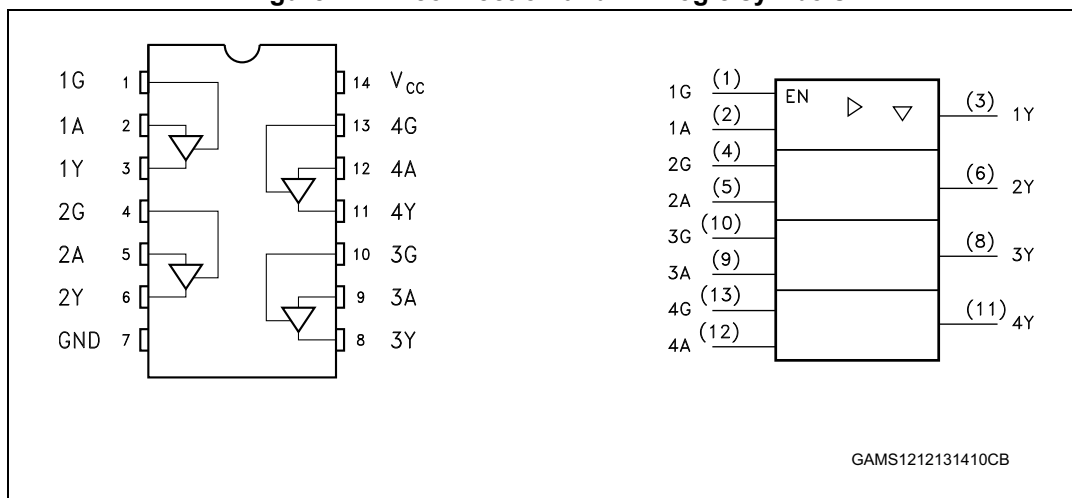 1G 1
1A 2
1Y 3
2G 4
2A 5
2Y 6
GND 7
14 VCC
13 4G
12 4A
11 4Y
10 3G
9 3A
8 3Y
1G (1)
1A (2)
2G (4)
2A (5)
3G (10)
3A (9)
4G (13)
4A (12)
EN
(3) 1Y
(6) 2Y
(8) 3Y
(11) 4Y
GAMS1212131410CB